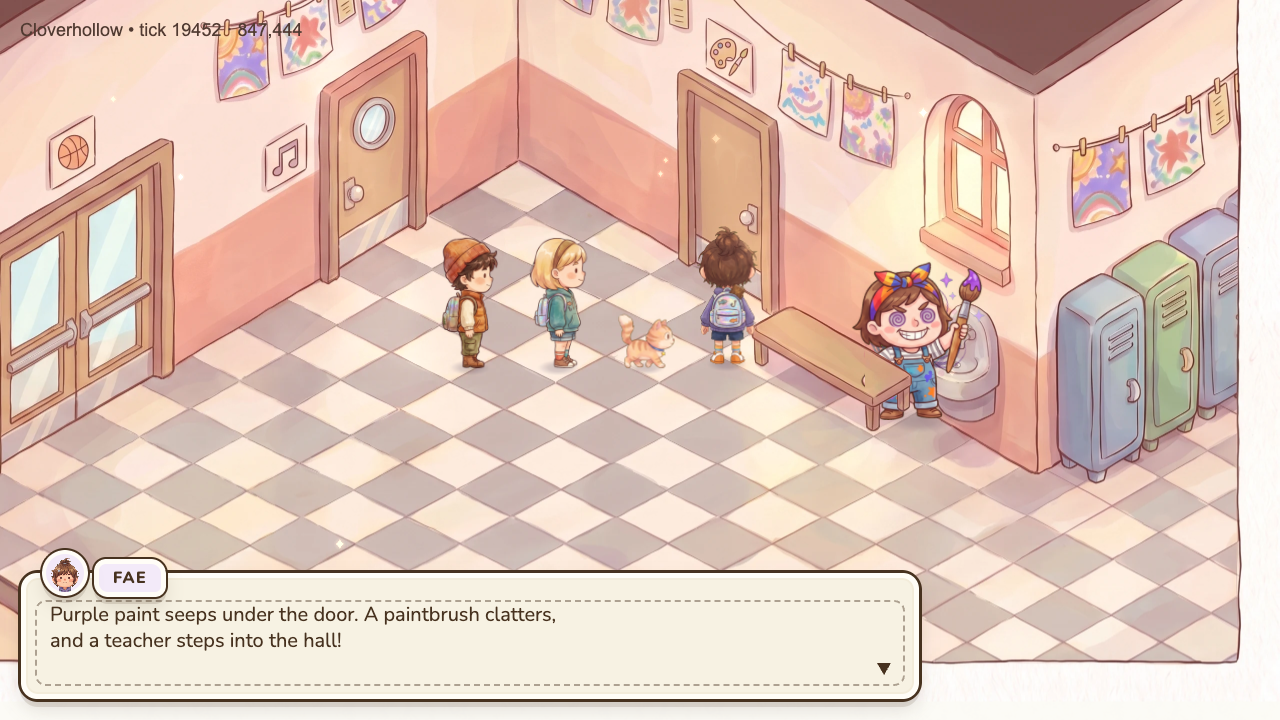 Cloverhollow • tick 19452 847,444
FAE
Purple paint seeps under the door. A paintbrush clatters,
and a teacher steps into the hall!